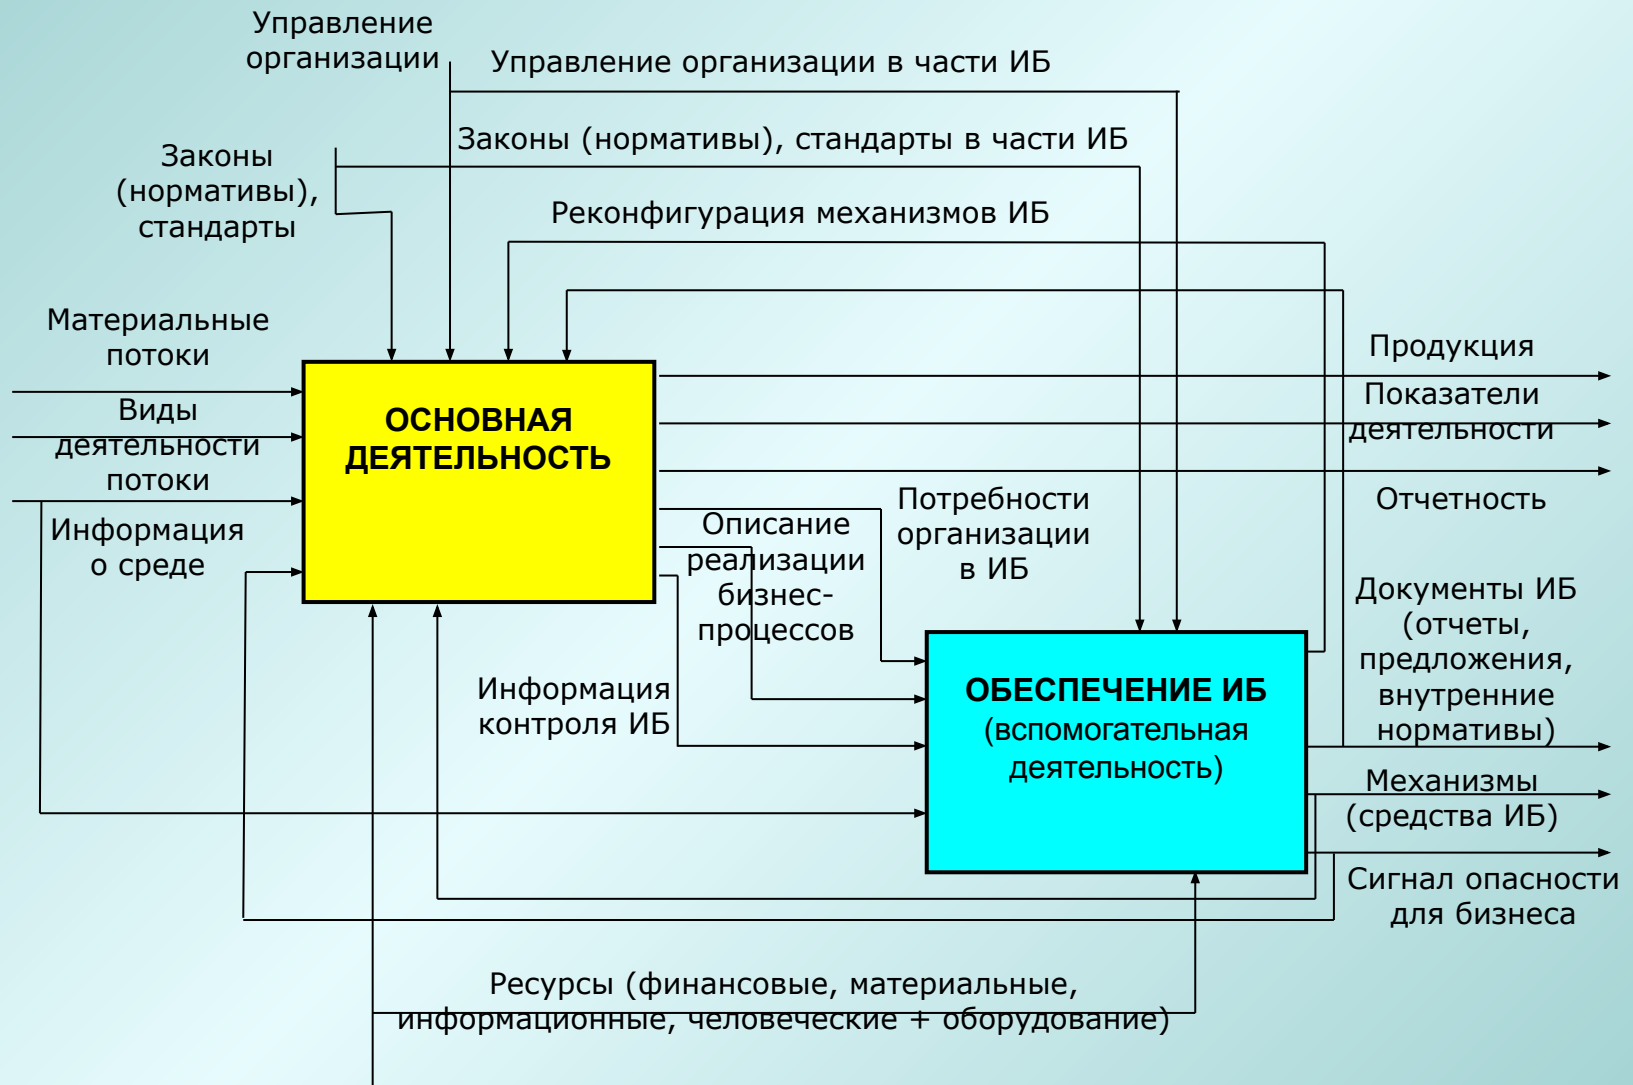 Управление
организации
Управление организации в части ИБ
Законы (нормативы), стандарты в части ИБ
Законы
(нормативы),
стандарты
Реконфигурация механизмов ИБ
Материальные
потоки
Виды
деятельности
потоки
Информация
о среде
ОСНОВНАЯ
ДЕЯТЕЛЬНОСТЬ
Продукция
Показатели
деятельности
Отчетность
Потребности
организации
в ИБ
Описание
реализации
бизнес-
процессов
Информация
контроля ИБ
ОБЕСПЕЧЕНИЕ ИБ
(вспомогательная
деятельность)
Документы ИБ
(отчеты,
предложения,
внутренние
нормативы)
Механизмы
(средства ИБ)
Сигнал опасности
для бизнеса
Ресурсы (финансовые, материальные,
информационные, человеческие + оборудование)